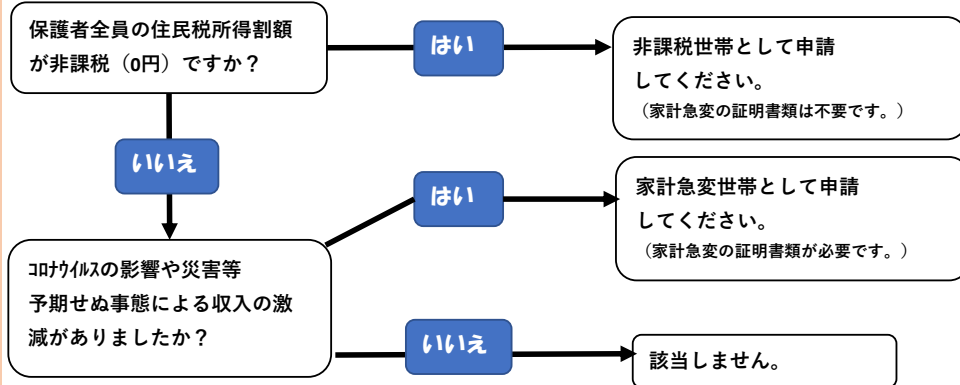 保護者全員の住民税所得割額
が非課税（0円）ですか？
はい
非課税世帯として申請
してください。
（家計急変の証明書類は不要です。）
いいえ
ｺﾛﾅｳｲﾙｽの影響や災害等
予期せぬ事態による収入の激
減がありましたか？
はい
家計急変世帯として申請
してください。
（家計急変の証明書類が必要です。）
いいえ
該当しません。